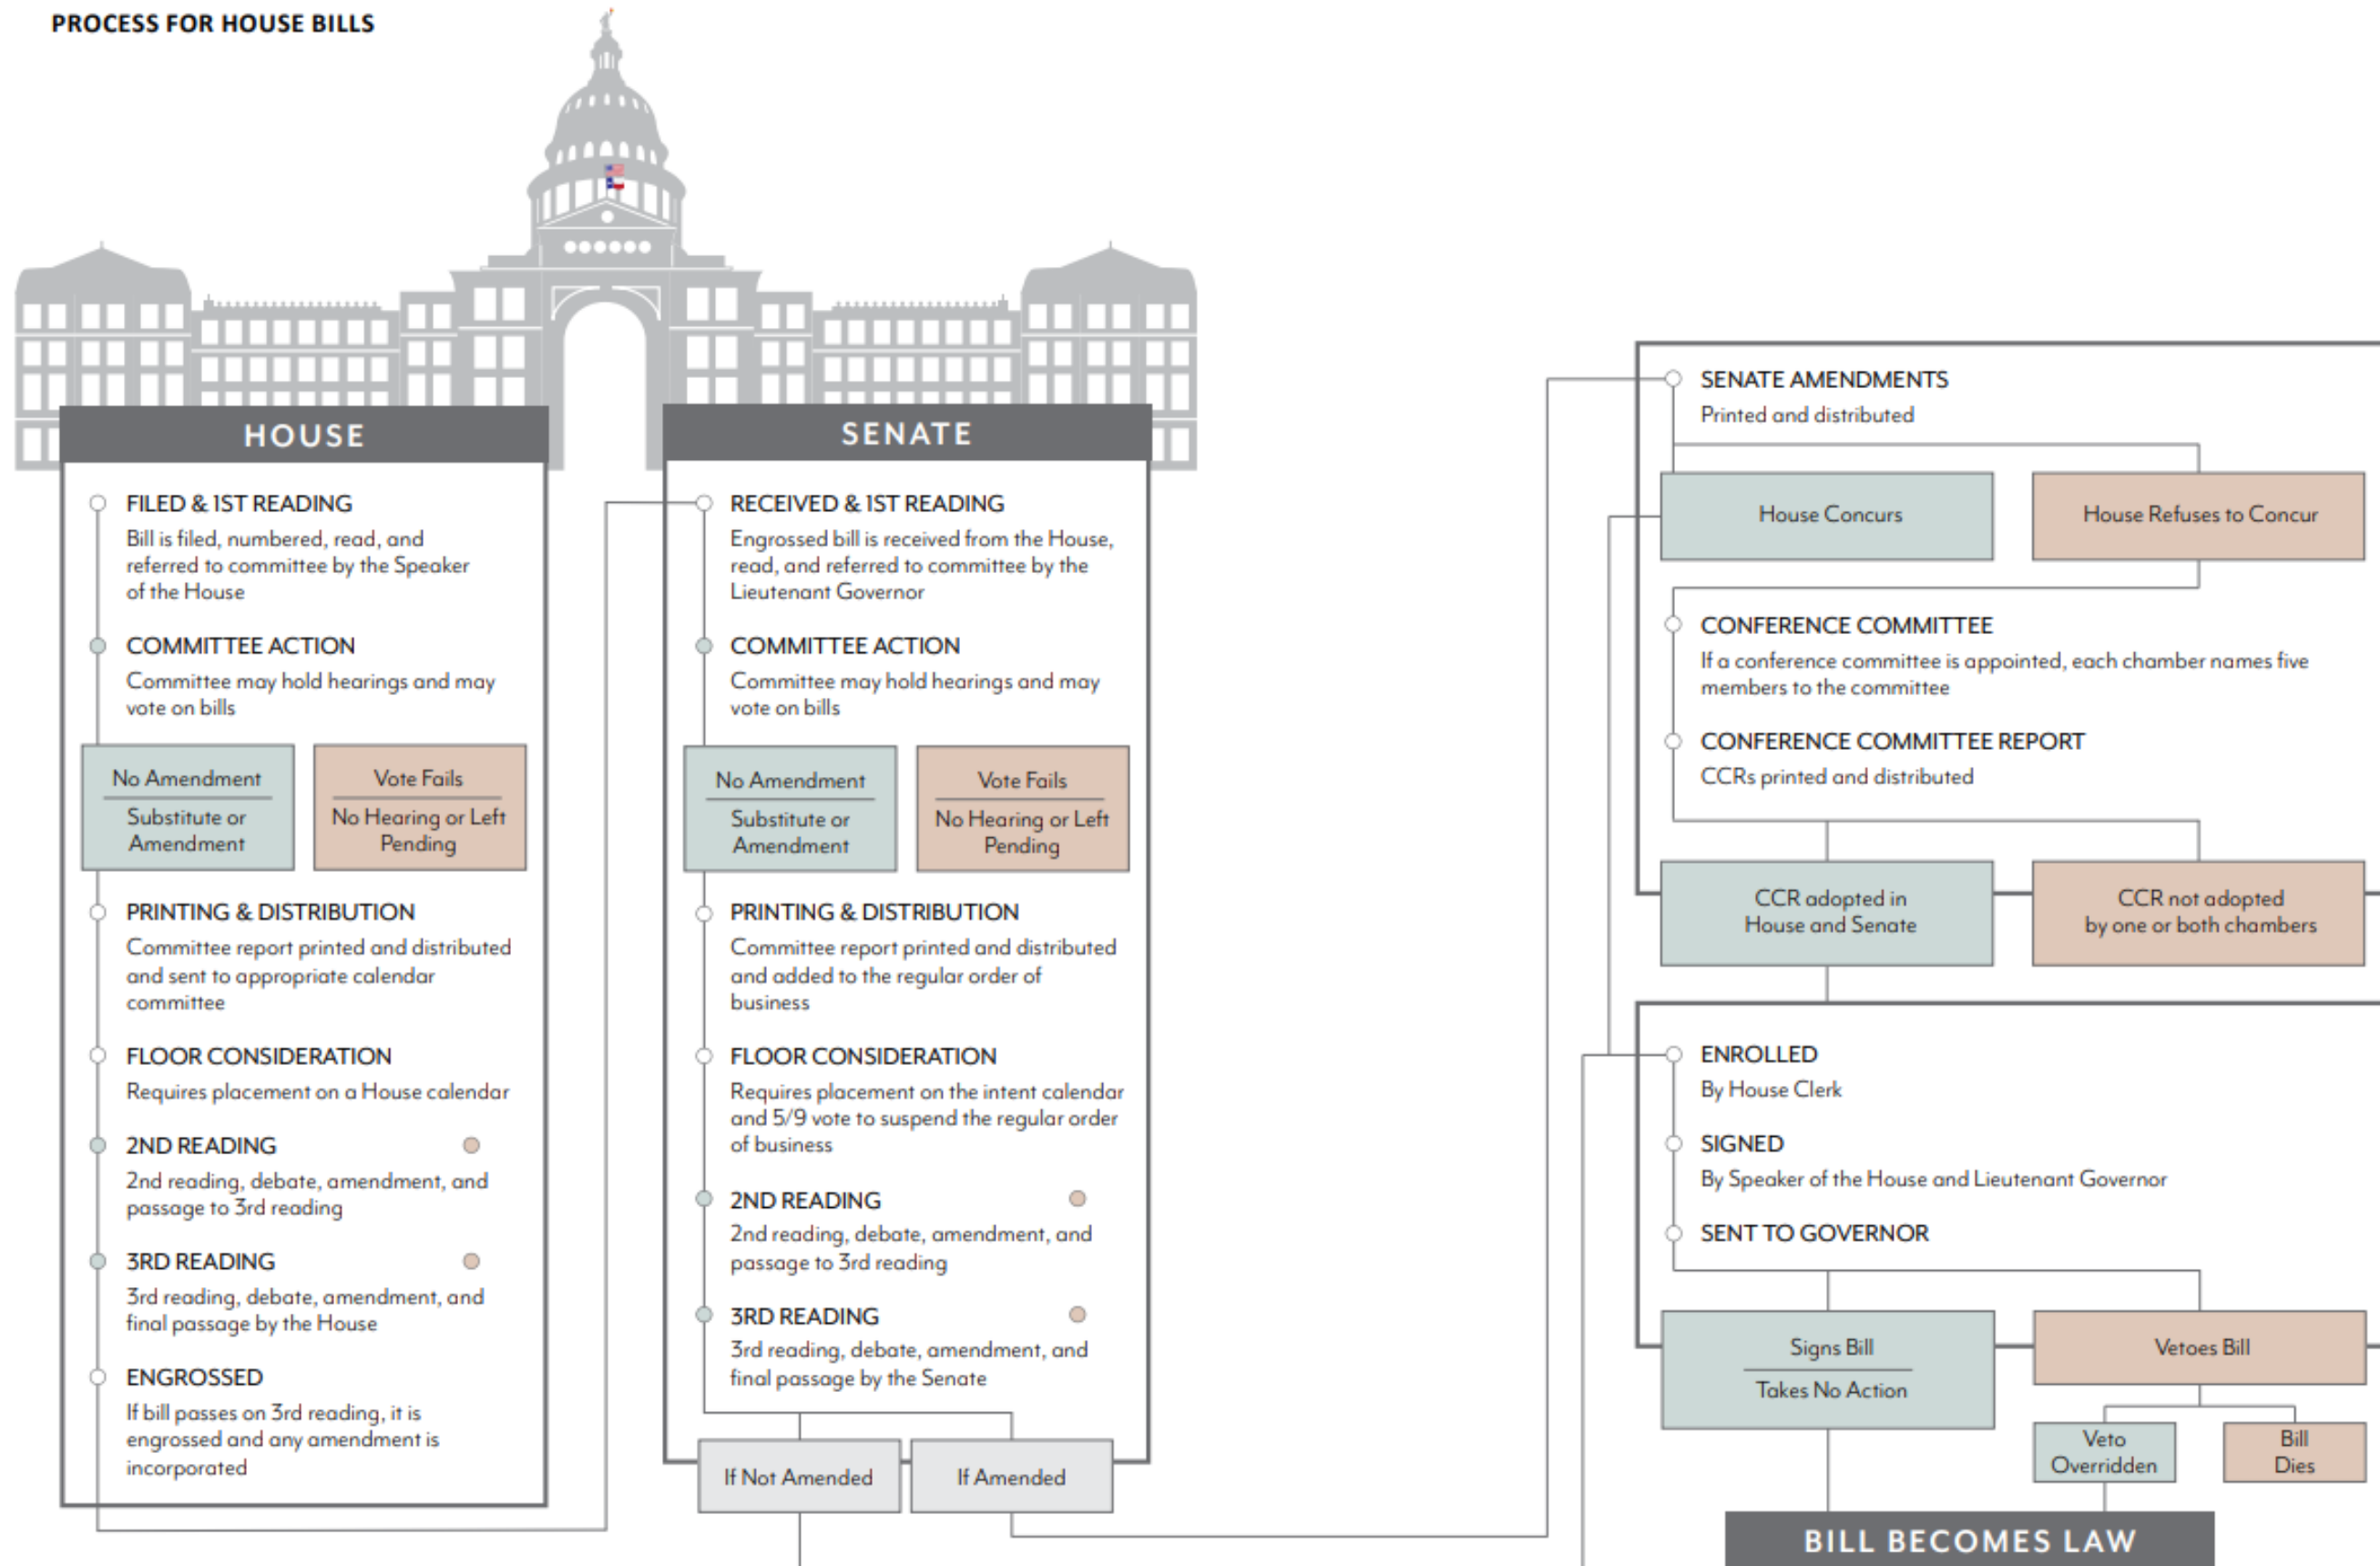 PROCESS FOR HOUSE BILLS
HOUSE
FILED & 1ST READING
Bill is filed, numbered, read, and
referred to committee by the Speaker
of the House
COMMITTEE ACTION
Committee may hold hearings and may
vote on bills
No Amendment
Substitute or
Amendment
Vote Fails
No Hearing or Left
Pending
PRINTING & DISTRIBUTION
Committee report printed and distributed
and sent to appropriate calendar
committee
FLOOR CONSIDERATION
Requires placement on a House calendar
2ND READING
2nd reading, debate, amendment, and
passage to 3rd reading
3RD READING
3rd reading, debate, amendment, and
final passage by the House
ENGROSSED
If bill passes on 3rd reading, it is
engrossed and any amendment is
incorporated
SENATE
RECEIVED & 1ST READING
Engrossed bill is received from the House,
read, and referred to committee by the
Lieutenant Governor
COMMITTEE ACTION
Committee may hold hearings and may
vote on bills
No Amendment
Substitute or
Amendment
Vote Fails
No Hearing or Left
Pending
PRINTING & DISTRIBUTION
Committee report printed and distributed
and added to the regular order of
business
FLOOR CONSIDERATION
Requires placement on the intent calendar
and 5/9 vote to suspend the regular order
of business
2ND READING
2nd reading, debate, amendment, and
passage to 3rd reading
3RD READING
3rd reading, debate, amendment, and
final passage by the Senate
If Not Amended
If Amended
SENATE AMENDMENTS
Printed and distributed
House Concurs
House Refuses to Concur
CONFERENCE COMMITTEE
If a conference committee is appointed, each chamber names five
members to the committee
CONFERENCE COMMITTEE REPORT
CCRs printed and distributed
CCR adopted in
House and Senate
CCR not adopted
by one or both chambers
ENROLLED
By House Clerk
SIGNED
By Speaker of the House and Lieutenant Governor
SENT TO GOVERNOR
Signs Bill
Takes No Action
Vetoes Bill
Veto
Overridden
Bill
Dies
BILL BECOMES LAW